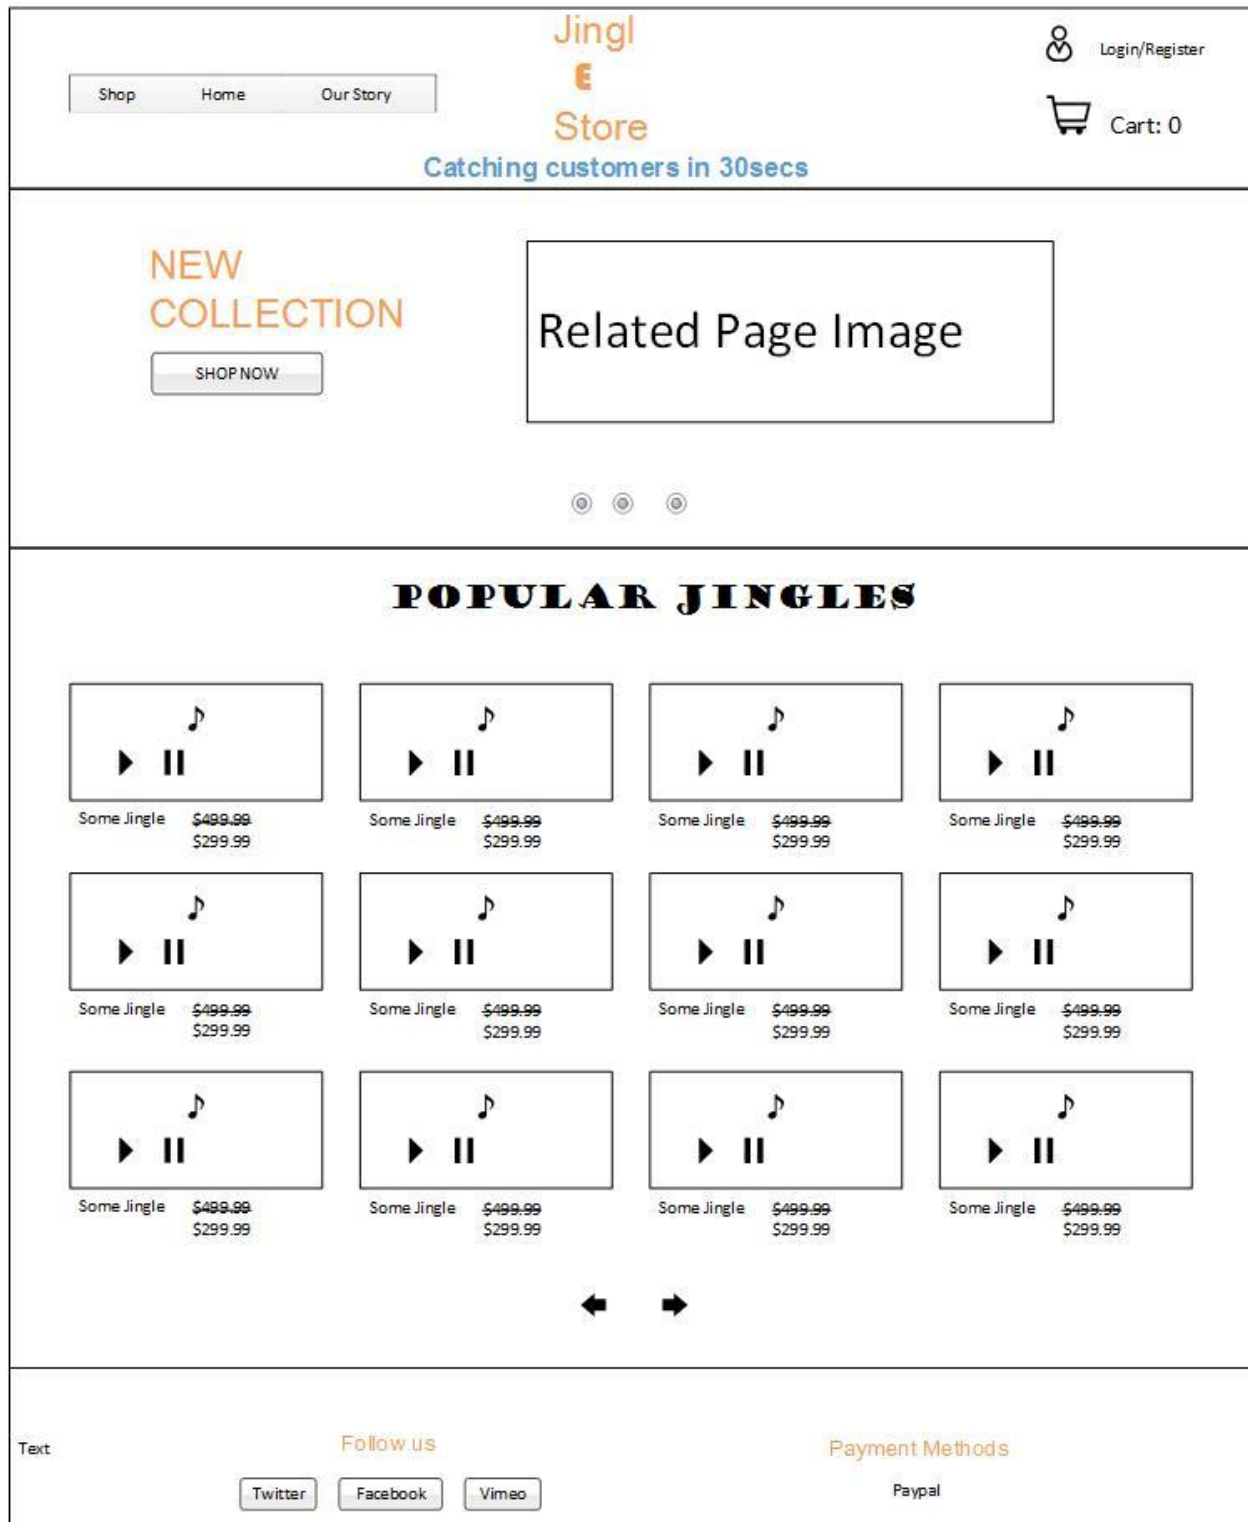 Jingl
E
Store
Login/Register
Shop Home Our Story
Cart: 0
Catching customers in 30secs
NEW
COLLECTION
SHOP NOW
Related Page Image
POPULAR JINGLES
Some Jingle $499.99 Some Jingle $499.99 Some Jingle $499.99 Some Jingle $499.99
$299.99 $299.99 $299.99 $299.99
Some Jingle $499.99 Some Jingle $499.99 Some Jingle $499.99 Some Jingle $499.99
$299.99 $299.99 $299.99 $299.99
Some Jingle $499.99 Some Jingle $499.99 Some Jingle $499.99 Some Jingle $499.99
$299.99 $299.99 $299.99 $299.99
Text
Follow us
Payment Methods
Twitter Facebook Vimeo
Paypal